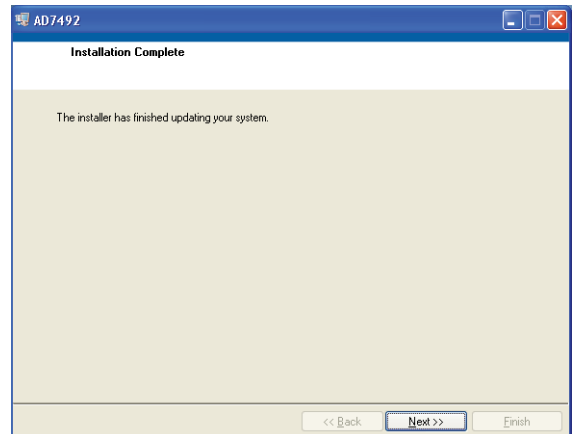 AD7492
Installation Complete
The installer has finished updating your system.
<< Back Next >> Finish